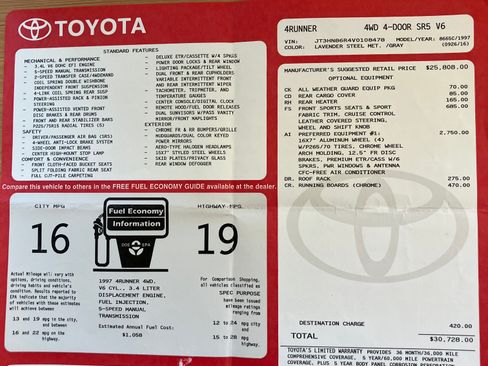 TOYOTA
4RUNNER 4WD 4-DOOR SR5 V6
VIN: JT3HN86R4V0108478 MODEL/YEAR: 8665C/1997
COLOR: LAVENDER STEEL MET. /GRAY (0926/16)
STANDARD FEATURES
MECHANICAL & PERFORMANCE
- 3.4L V6 DOHC EFI ENGINE
- 5-SPEED MANUAL TRANSMISSION
- 2-SPEED TRANSFER CASE/4WDEMAND
- COIL SPRING DOUBLE WISHBONE
INDEPENDENT FRONT SUSPENSION
- 4-LINK COIL SPRING REAR SUSP
- POWER-ASSISTED RACK & PINION
STEERING
- POWER-ASSISTED VENTED FRONT
DISC BRAKES & REAR DRUMS
- FRONT AND REAR STABILIZER BARS
- P225/75R15 RADIAL TIRES (S)
SAFETY
- DRIVER/PASSENGER AIR BAG (SRS)
- 4-WHEEL ANTI-LOCK BRAKE SYSTEM
- SIDE-DOOR IMPACT BEAMS
- CENTER HIGH-MOUNT STOP LAMP
COMFORT & CONVENIENCE
- FRONT CLOTH-FACED BUCKET SEATS
- SPLIT FOLDING FABRIC REAR SEAT
- FULL CUT-PILE CARPETING
- DELUXE ETR/CASSETTE W/4 SPKRS
- POWER DOOR LOCKS & REAR WINDOW
- LIGHTING PACKAGE/TILT WHEEL
- DUAL FRONT & REAR CUPHOLDERS
- VARIABLE INTERMITTENT FRONT
AND REAR INTERMITTENT WIPER
- TACHOMETER, TRIPMETER, AND
TEMPERATURE GAUGES
- CENTER CONSOLE/DIGITAL CLOCK
- REMOTE HOOD/FUEL DOOR RELEASES
- DUAL SUNVISORS W/PASS VANITY
MIRROR/FRONT MAPLIGHTS
EXTERIOR
- CHROME FR & RR BUMPERS/GRILLE
- MUDGUARDS/DUAL COLOR KEYED
POWER MIRRORS
- AERO-TYPE HALOGEN HEADLAMPS
- 15X7" STYLED STEEL WHEELS
- SKID PLATES/PRIVACY GLASS
- REAR WINDOW DEFOGGER
MANUFACTURER'S SUGGESTED RETAIL PRICE $25,808.00
OPTIONAL EQUIPMENT:
CK ALL WEATHER GUARD EQUIP PKG 70.00
CD REAR CARGO COVER 80.00
RH REAR HEATER 165.00
FS FRONT SPORTS SEATS & SPORT 685.00
FABRIC TRIM, CRUISE CONTROL
LEATHER COVERED STEERING,
WHEEL AND SHIFT KNOB
AI PREFERRED EQUIPMENT #1: 2,750.00
16X7" ALUMINUM WHEEL (4)
W/P265/70 TIRES, CHROME WHEEL
ARCH MOLDING, 12.5" FR DISC
BRAKES, PREMIUM ETR/CASS W/6
SPKRS, PWR WINDOWS & ANTENNA
CFC-FREE AIR CONDITIONER
DR. ROOF RACK 275.00
CR. RUNNING BOARDS (CHROME) 470.00
Compare this vehicle to others in the FREE FUEL ECONOMY GUIDE available at the dealer.
CITY MPG
16
Fuel Economy
Information
DOE EPA
HIGHWAY MPG
19
Actual Mileage will vary with
options, driving conditions,
driving habits and vehicle's
condition. Results reported to
EPA indicate that the majority
of vehicles with these estimates
will achieve between
13 and 19 mpg in the city,
and between
16 and 22 mpg on the
highway.
1997 4RUNNER 4WD,
V6 CYL., 3.4 LITER
DISPLACEMENT ENGINE,
FUEL INJECTION,
5-SPEED MANUAL
TRANSMISSION
Estimated Annual Fuel Cost:
$1,058
For Comparison Shopping,
all vehicles classified as
SPEC PURPOSE
have been issued
mileage ratings
ranging from
12 to 24 mpg city
and
15 to 28 mpg
highway.
DESTINATION CHARGE 420.00
TOTAL $30,728.00
TOYOTA'S LIMITED WARRANTY PROVIDES 36 MONTH/36,000 MILE
COMPREHENSIVE COVERAGE, 5 YEAR/60,000 MILE POWERTRAIN
COVERAGE, PLUS 5 YEAR BODY PANEL CORROSION PERFORATION